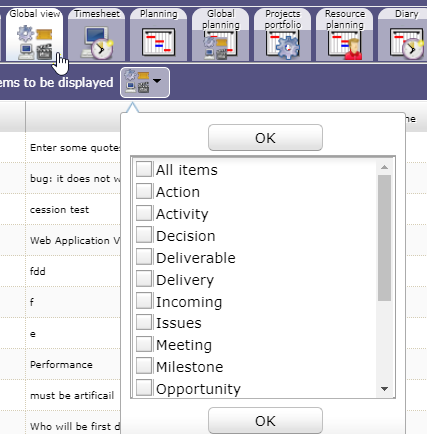 Global view
Timesheet
Planning
Global planning
Projects portfolio
Resource planning
Diary
ems to be displayed
OK
me
Enter some quotes
bug: it does not w
cession test
Web Application V
fdd
f
e
Performance
must be artificail
Who will be first d
All items
Action
Activity
Decision
Deliverable
Delivery
Incoming
Issues
Meeting
Milestone
Opportunity
OK